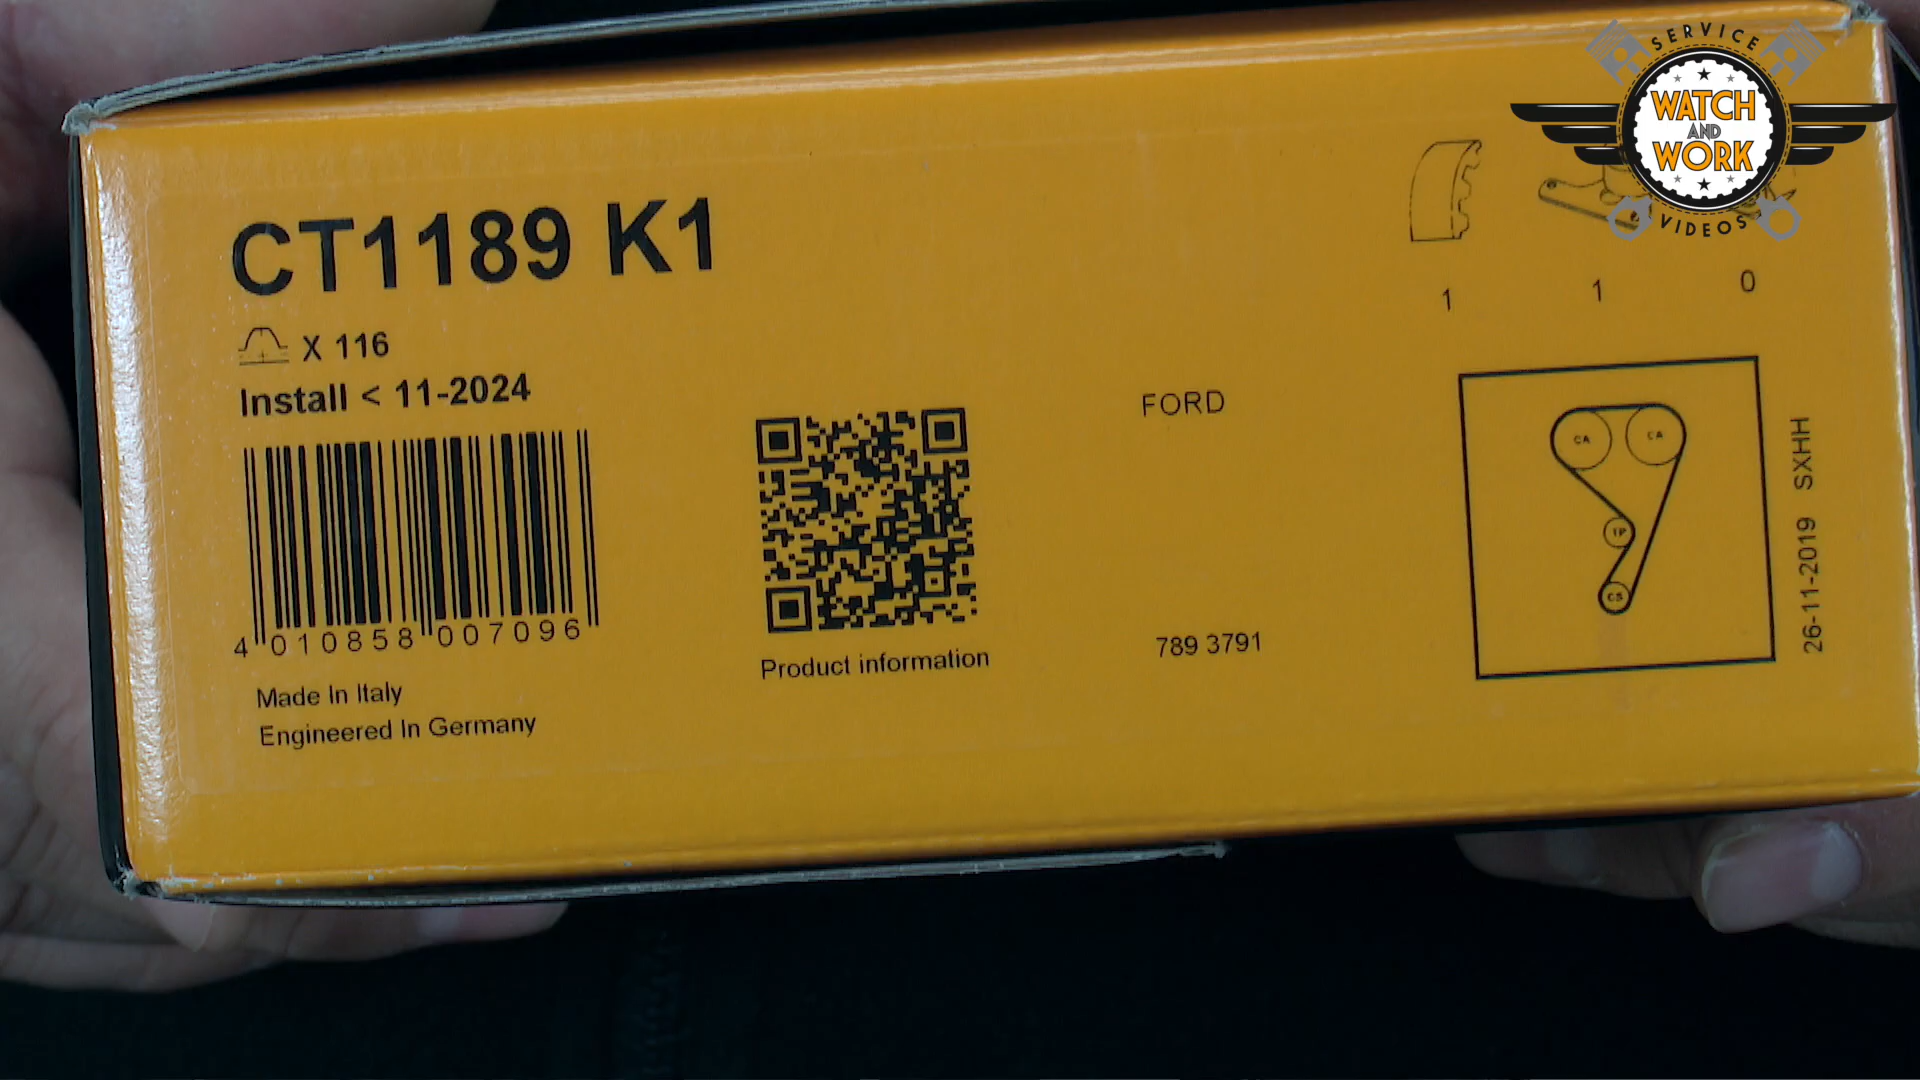 SERVICE
WATCH
AND
WORK
VIDEOS
CT1189 K1
1 1 0
X 116
Install < 11-2024
FORD
CA CA
TP
CS
26-11-2019 SXHH
4 010858 007096
Product information
789 3791
Made In Italy
Engineered In Germany